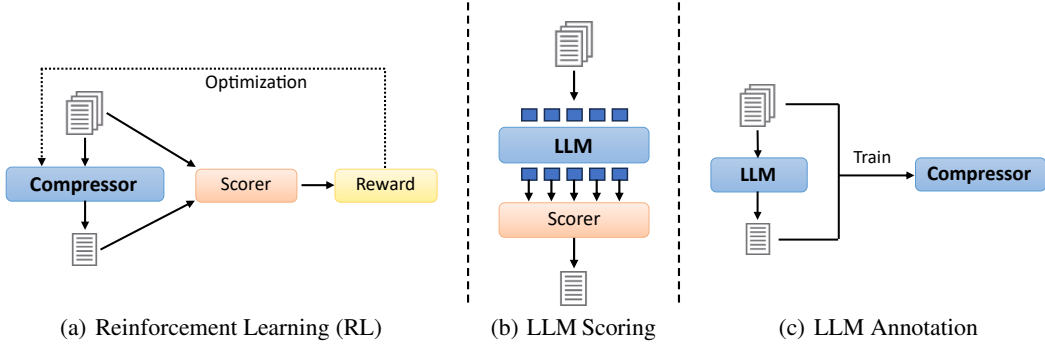 Optimization
Compressor
Scorer
Reward
(a) Reinforcement Learning (RL)
LLM
Scorer
(b) LLM Scoring
LLM
Train
Compressor
(c) LLM Annotation